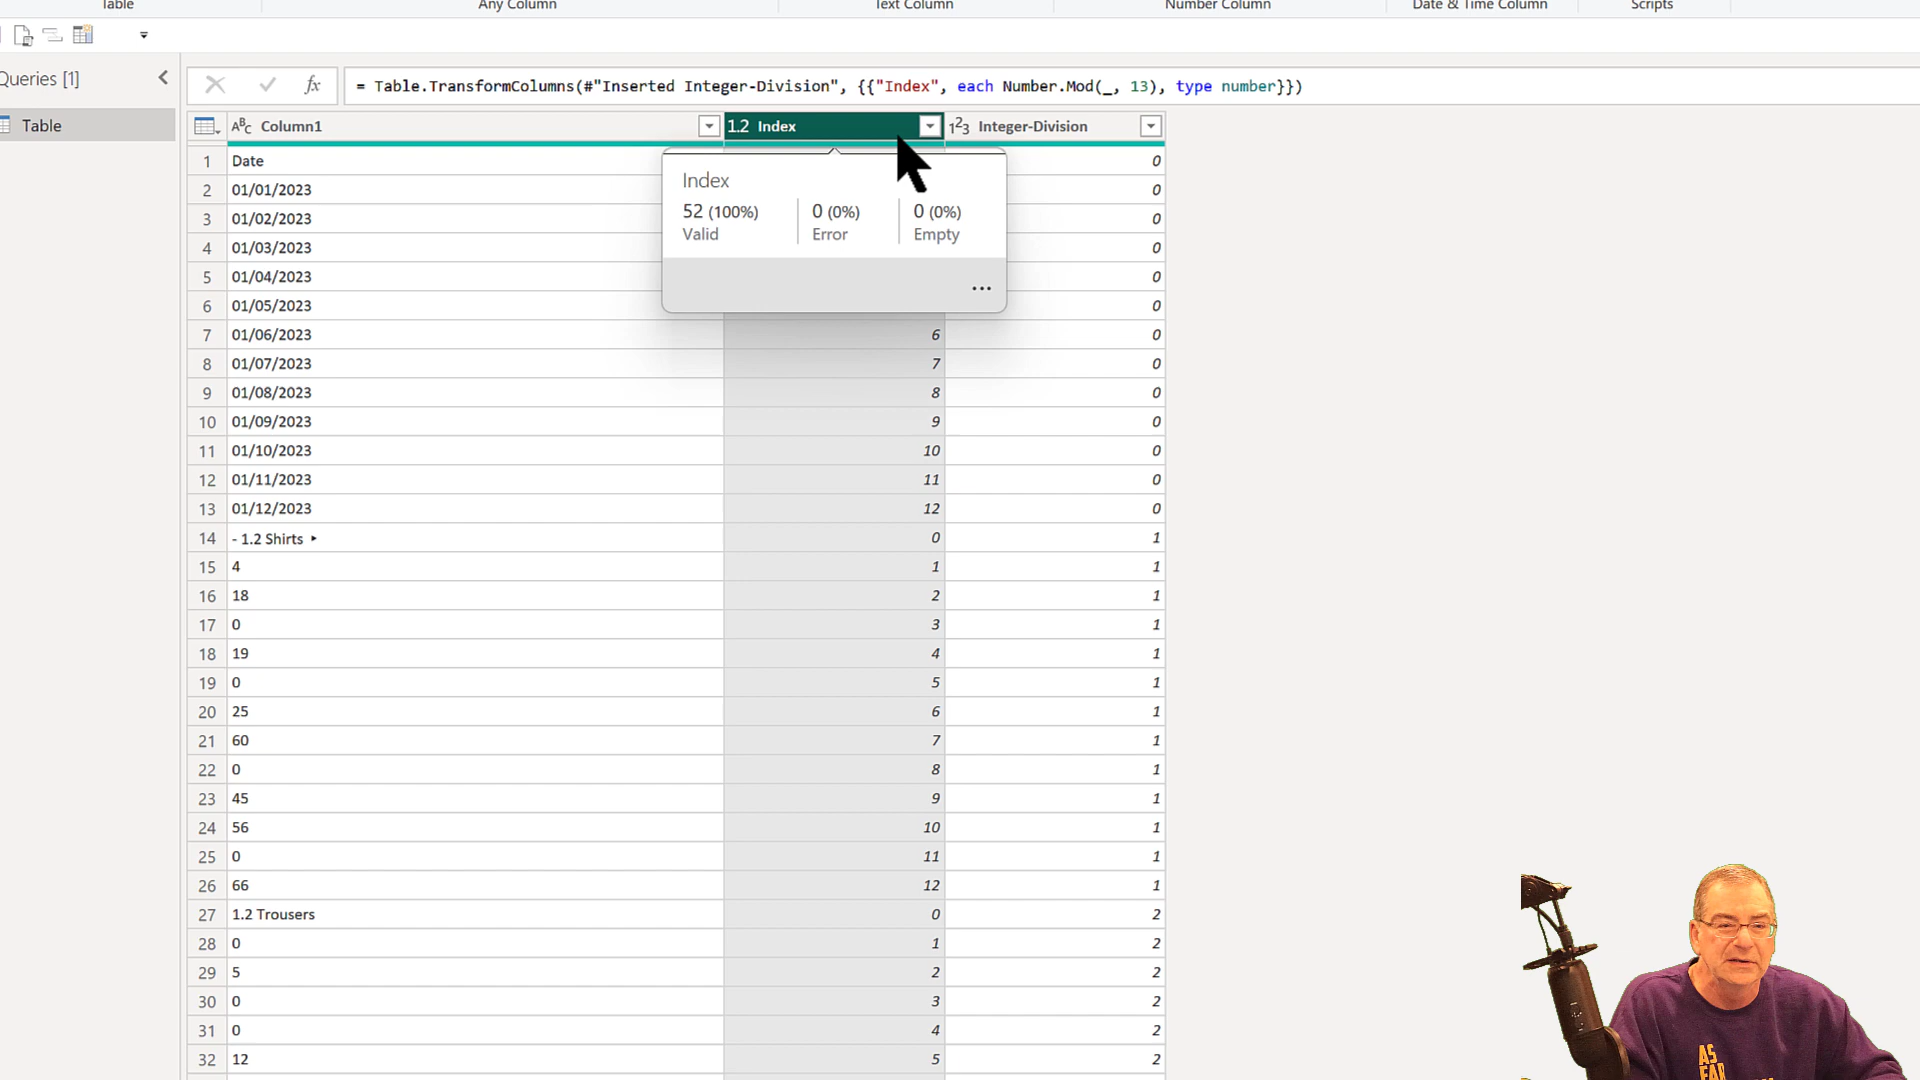 Table Any Column Text Column Number Column Date & Time Column Scripts
Queries [1]
fx = Table.TransformColumns(#"Inserted Integer-Division", {{"Index", each Number.Mod(_, 13), type number}})
Table
ABC Column1 1.2 Index 123 Integer-Division
1 Date 0
2 01/01/2023 0
3 01/02/2023 0
4 01/03/2023 0
5 01/04/2023 0
6 01/05/2023 0
Index
52 (100%) 0 (0%) 0 (0%)
Valid Error Empty
...
7 01/06/2023 6 0
8 01/07/2023 7 0
9 01/08/2023 8 0
10 01/09/2023 9 0
11 01/10/2023 10 0
12 01/11/2023 11 0
13 01/12/2023 12 0
14 - 1.2 Shirts ▸ 0 1
15 4 1 1
16 18 2 1
17 0 3 1
18 19 4 1
19 0 5 1
20 25 6 1
21 60 7 1
22 0 8 1
23 45 9 1
24 56 10 1
25 0 11 1
26 66 12 1
27 1.2 Trousers 0 2
28 0 1 2
29 5 2 2
30 0 3 2
31 0 4 2
32 12 5 2
AS
FAR